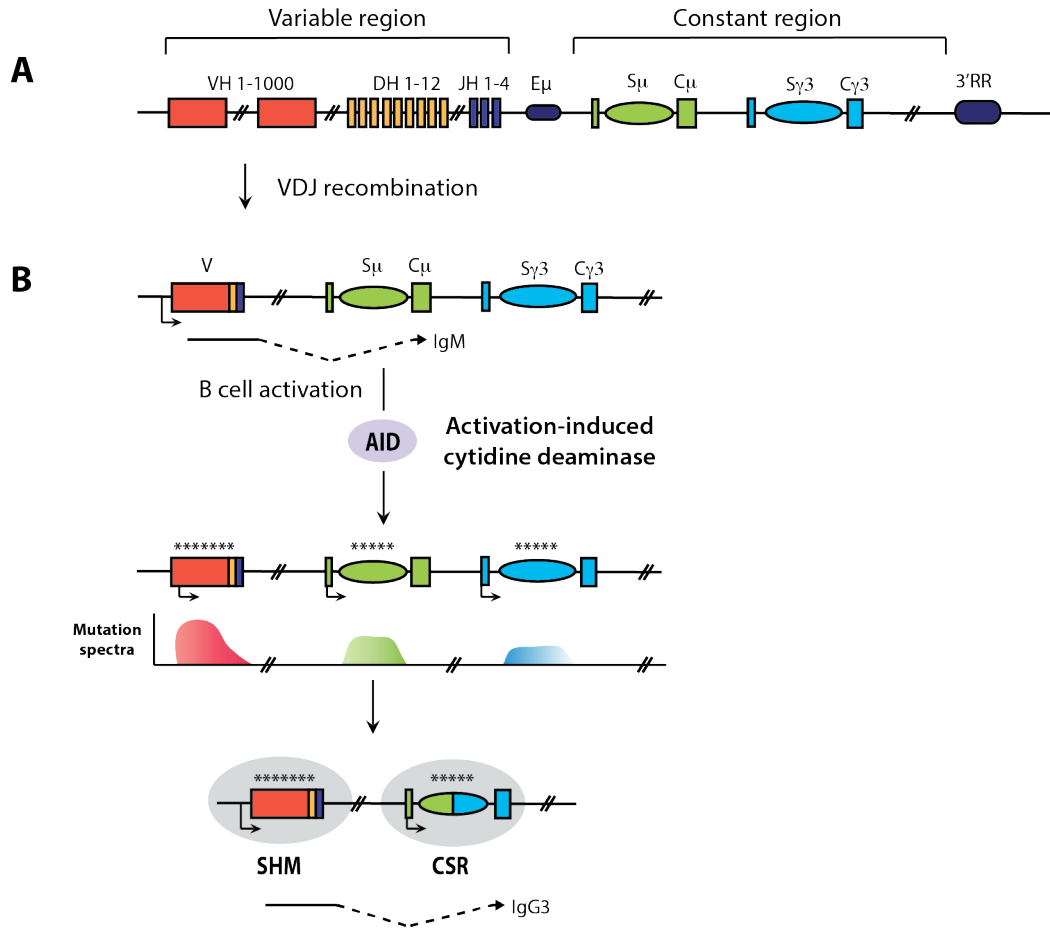 Variable region
Constant region
A
VH 1-1000
DH 1-12
JH 1-4
Eμ
Sμ
Cμ
Sγ3
Cγ3
3'RR
VDJ recombination
B
V
Sμ
Cμ
Sγ3
Cγ3
IgM
B cell activation
AID
Activation-induced
cytidine deaminase
*******
*****
*****
Mutation
spectra
*******
*****
SHM
CSR
IgG3